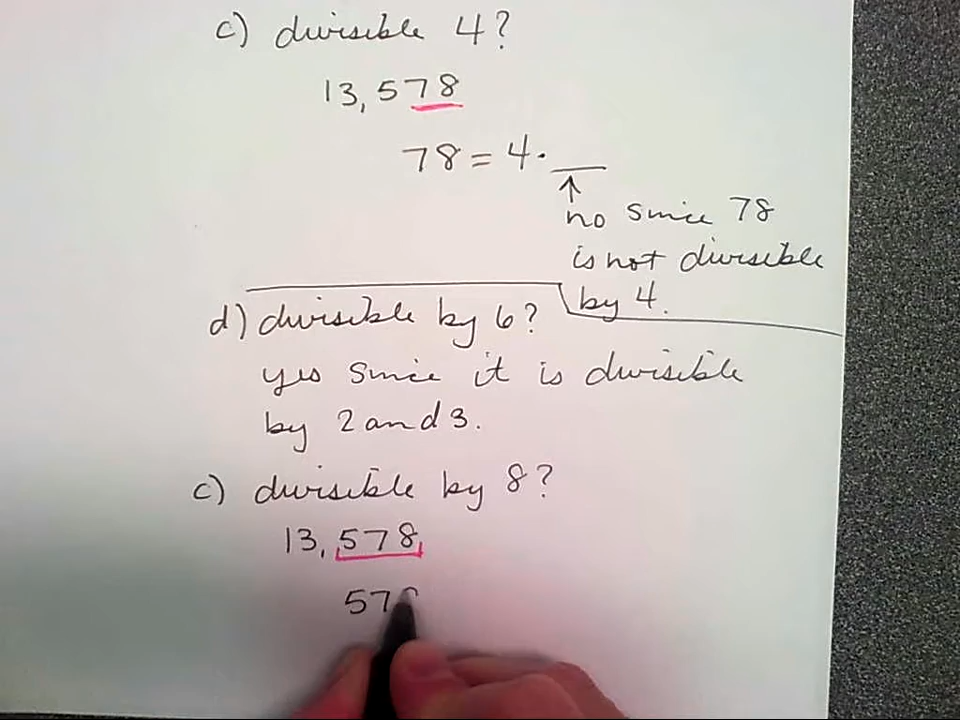 c) divisible 4?
13,578
78 = 4 · __
↑
no since 78
is not divisible
by 4.
d) divisible by 6?
yes since it is divisible
by 2 and 3.
c) divisible by 8?
13,578
57